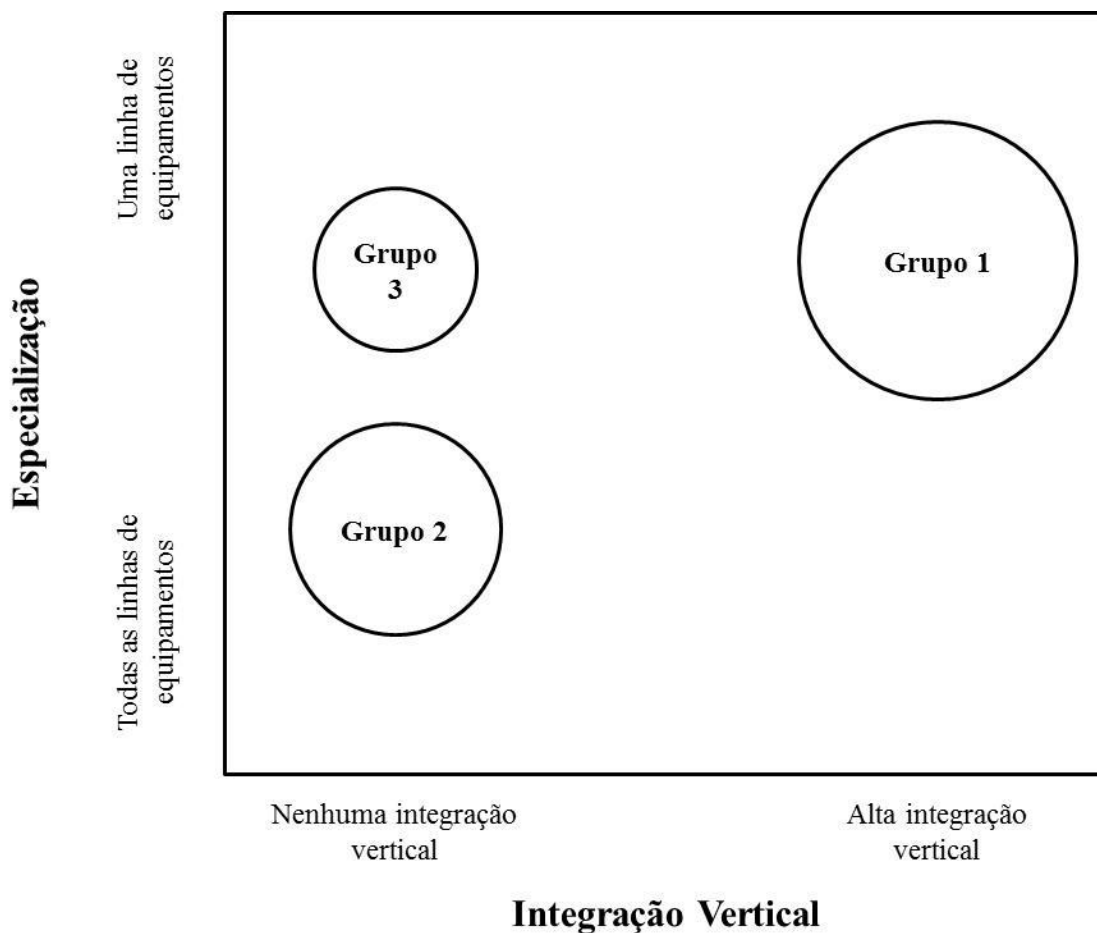 Especialização
Uma linha de
equipamentos
Todas as linhas de
equipamentos
Grupo
3
Grupo 1
Grupo 2
Nenhuma integração
vertical
Alta integração
vertical
Integração Vertical